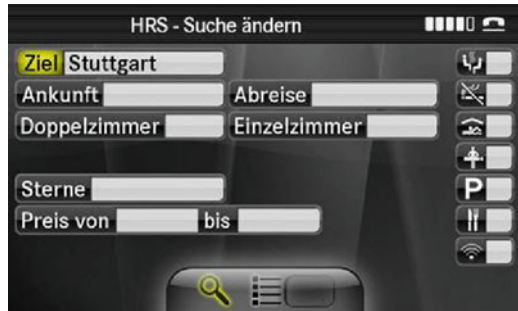 HRS - Suche ändern
Ziel Stuttgart
Ankunft Abreise
Doppelzimmer Einzelzimmer
Sterne P
Preis von bis